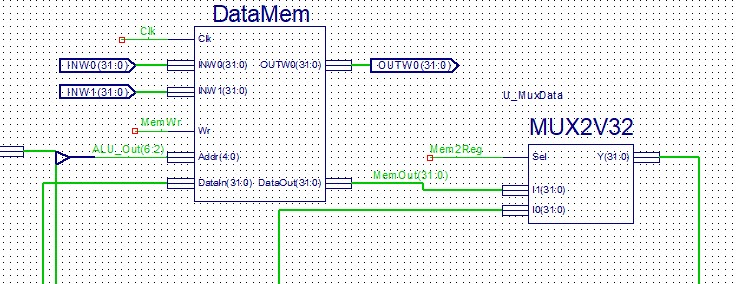 DataMem
Clk
Clk
INW0(31:0)
INW0(31:0)
OUTW0(31:0)
OUTW0(31:0)
INW1(31:0)
INW1(31:0)
U_MuxData
MUX2V32
MemWr
Wr
ALU_Out(6:2)
Addr(4:0)
Mem2Reg
Sel
Y(31:0)
DataIn(31:0)
DataOut(31:0)
MemOut(31:0)
I1(31:0)
I0(31:0)